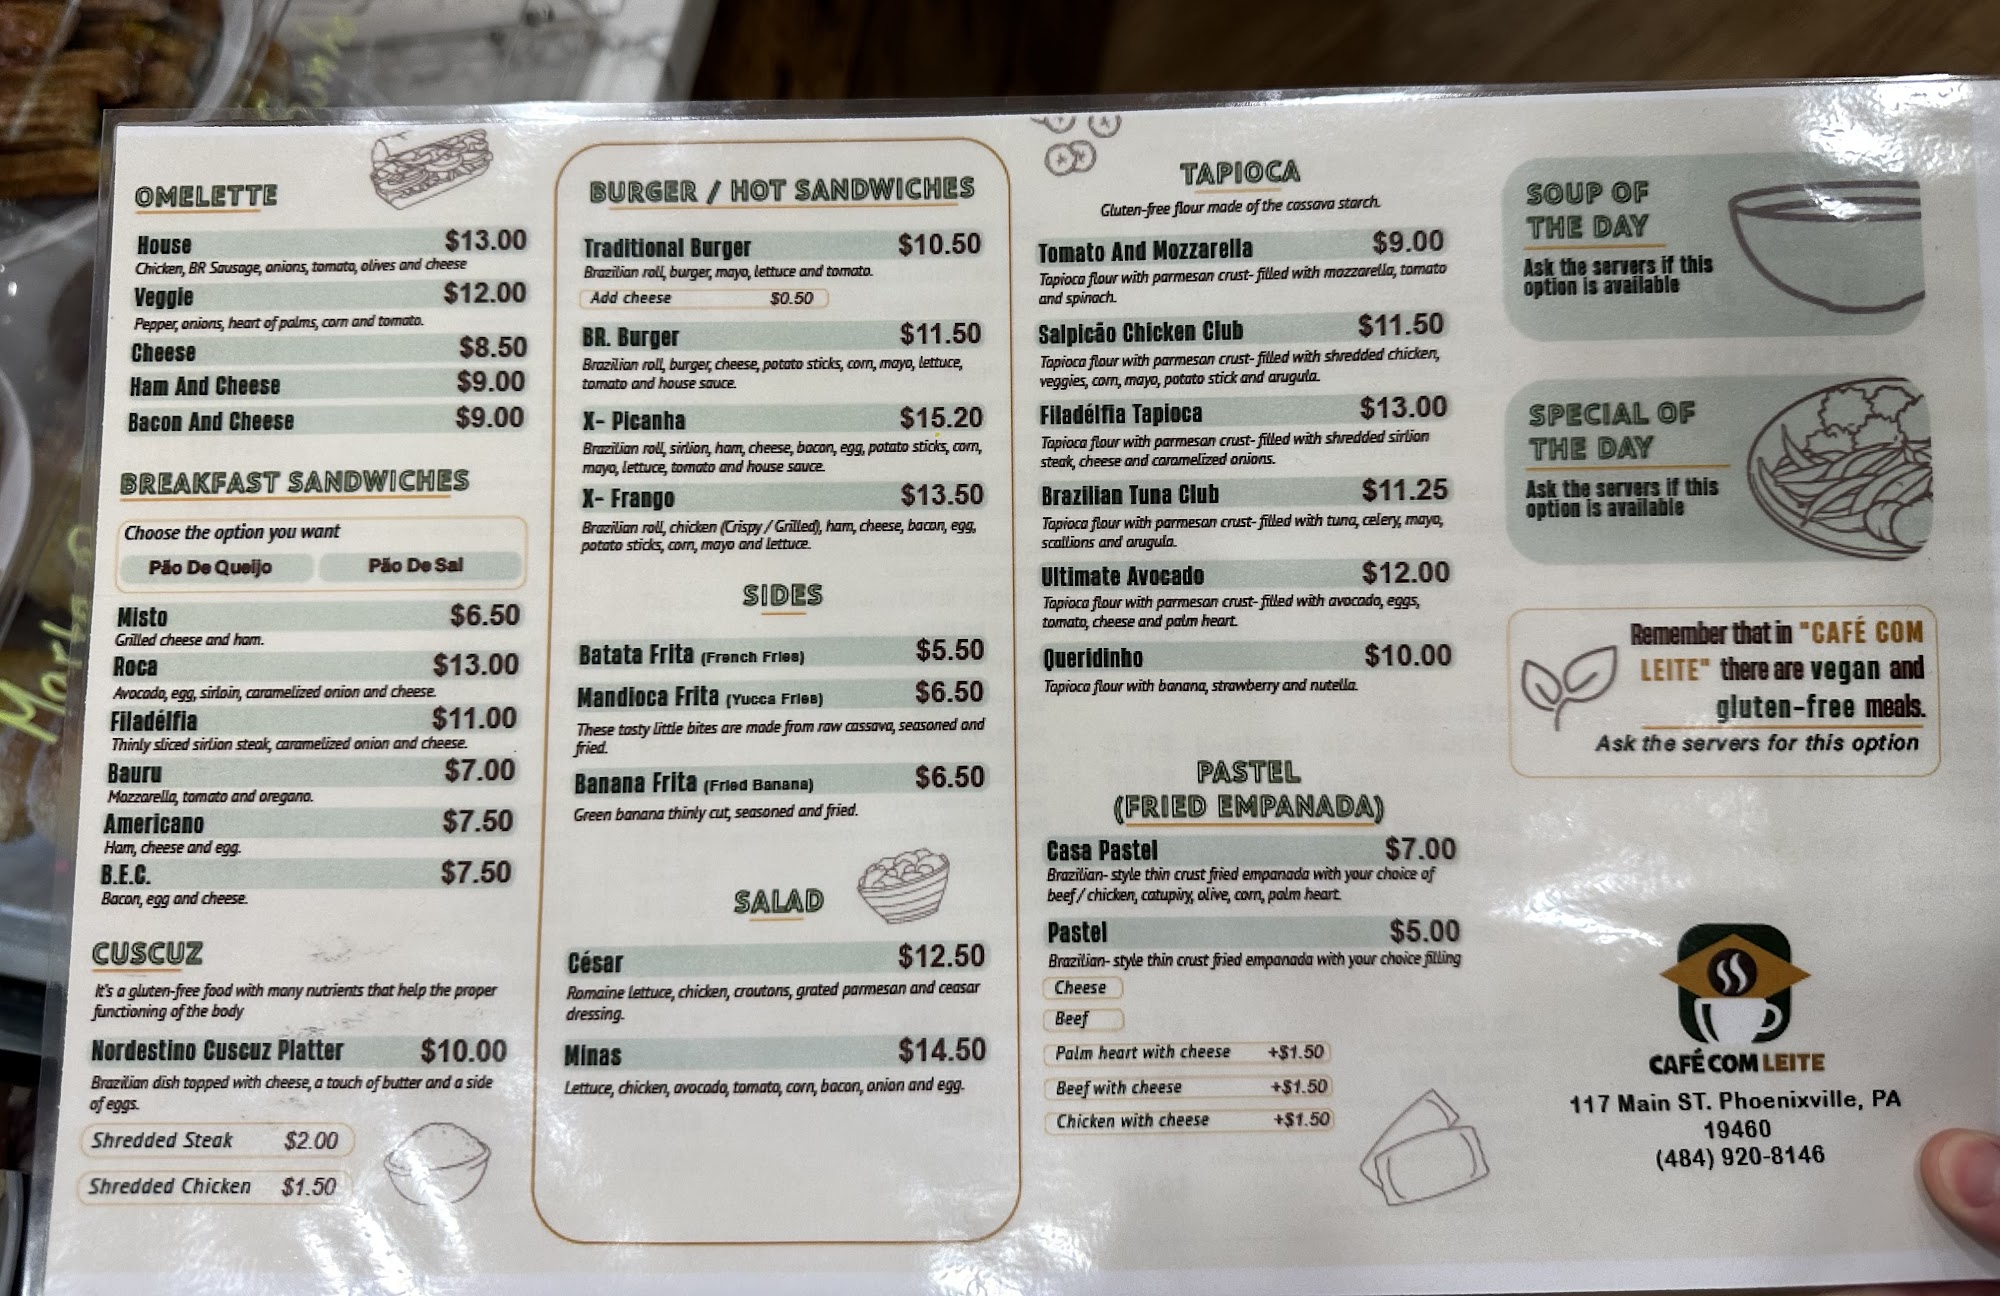 OMELETTE
House $13.00
Chicken, BR Sausage, onions, tomato, olives and cheese
Veggie $12.00
Pepper, onions, heart of palms, corn and tomato.
Cheese $8.50
Ham And Cheese $9.00
Bacon And Cheese $9.00
BREAKFAST SANDWICHES
Choose the option you want
Pão De Queijo Pão De Sal
Misto $6.50
Grilled cheese and ham.
Roca $13.00
Avocado, egg, sirloin, caramelized onion and cheese.
Filadélfia $11.00
Thinly sliced sirlion steak, caramelized onion and cheese.
Bauru $7.00
Mozzarella, tomato and oregano.
Americano $7.50
Ham, cheese and egg.
B.E.C. $7.50
Bacon, egg and cheese.
CUSCUZ
It's a gluten-free food with many nutrients that help the proper
functioning of the body
Nordestino Cuscuz Platter $10.00
Brazilian dish topped with cheese, a touch of butter and a side
of eggs.
Shredded Steak $2.00
Shredded Chicken $1.50
BURGER / HOT SANDWICHES
Traditional Burger $10.50
Brazilian roll, burger, mayo, lettuce and tomato.
Add cheese $0.50
BR. Burger $11.50
Brazilian roll, burger, cheese, potato sticks, corn, mayo, lettuce,
tomato and house sauce.
X- Picanha $15.20
Brazilian roll, sirlion, ham, cheese, bacon, egg, potato sticks, corn,
mayo, lettuce, tomato and house sauce.
X- Frango $13.50
Brazilian roll, chicken (Crispy / Grilled), ham, cheese, bacon, egg,
potato sticks, corn, mayo and lettuce.
SIDES
Batata Frita (French Fries) $5.50
Mandioca Frita (Yucca Fries) $6.50
These tasty little bites are made from raw cassava, seasoned and
fried.
Banana Frita (Fried Banana) $6.50
Green banana thinly cut, seasoned and fried.
SALAD
César $12.50
Romaine lettuce, chicken, croutons, grated parmesan and ceasar
dressing.
Minas $14.50
Lettuce, chicken, avocado, tomato, corn, bacon, onion and egg.
TAPIOCA
Gluten-free flour made of the cassava starch.
Tomato And Mozzarella $9.00
Tapioca flour with parmesan crust- filled with mozzarella, tomato
and spinach.
Salpicão Chicken Club $11.50
Tapioca flour with parmesan crust- filled with shredded chicken,
veggies, corn, mayo, potato stick and arugula.
Filadélfia Tapioca $13.00
Tapioca flour with parmesan crust- filled with shredded sirlion
steak, cheese and caramelized onions.
Brazilian Tuna Club $11.25
Tapioca flour with parmesan crust- filled with tuna, celery, mayo,
scallions and arugula.
Ultimate Avocado $12.00
Tapioca flour with parmesan crust- filled with avocado, eggs,
tomato, cheese and palm heart.
Queridinho $10.00
Tapioca flour with banana, strawberry and nutella.
PASTEL
(FRIED EMPANADA)
Casa Pastel $7.00
Brazilian- style thin crust fried empanada with your choice of
beef / chicken, catupiry, olive, corn, palm heart.
Pastel $5.00
Brazilian- style thin crust fried empanada with your choice filling
Cheese
Beef
Palm heart with cheese +$1.50
Beef with cheese +$1.50
Chicken with cheese +$1.50
SOUP OF
THE DAY
Ask the servers if this
option is available
SPECIAL OF
THE DAY
Ask the servers if this
option is available
Remember that in "CAFÉ COM
LEITE" there are vegan and
gluten-free meals.
Ask the servers for this option
CAFÉ COM LEITE
117 Main ST. Phoenixville, PA
19460
(484) 920-8146